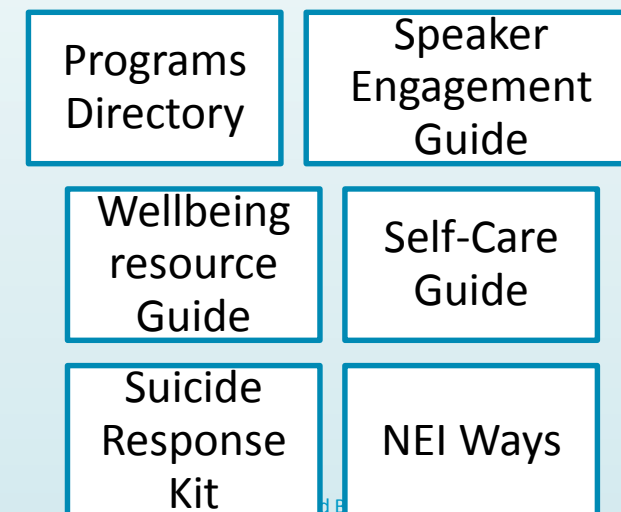 Programs
Directory
Speaker
Engagement
Guide
Wellbeing
resource
Guide
Self-Care
Guide
Suicide
Response
Kit
NEI Ways